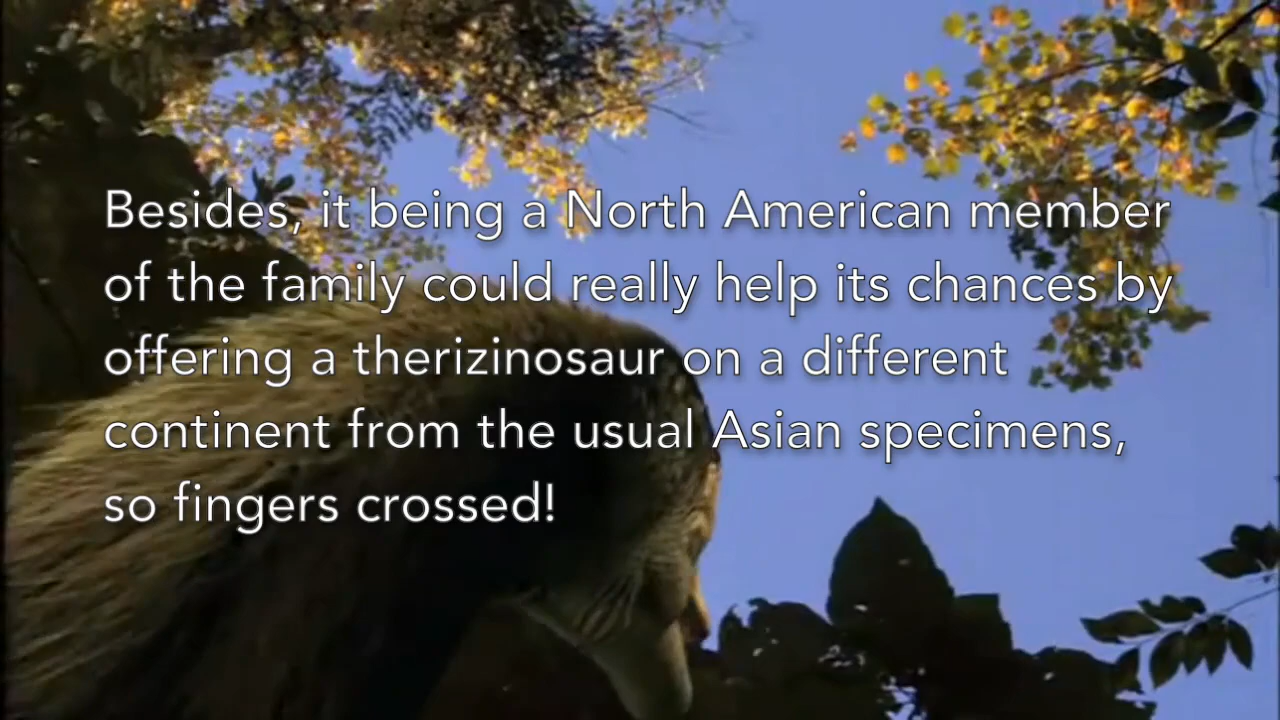 Besides, it being a North American member
of the family could really help its chances by
offering a therizinosaur on a different
continent from the usual Asian specimens,
so fingers crossed!